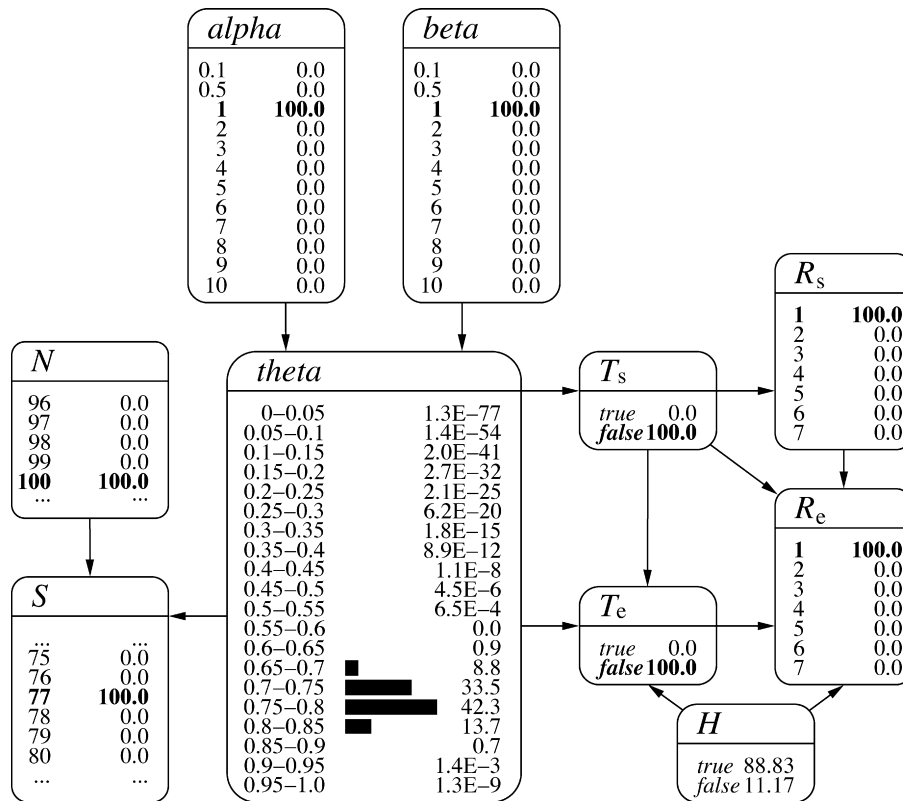 alpha
0.1 0.0
0.5 0.0
1 100.0
2 0.0
3 0.0
4 0.0
5 0.0
6 0.0
7 0.0
8 0.0
9 0.0
10 0.0
beta
0.1 0.0
0.5 0.0
1 100.0
2 0.0
3 0.0
4 0.0
5 0.0
6 0.0
7 0.0
8 0.0
9 0.0
10 0.0
N
96 0.0
97 0.0
98 0.0
99 0.0
100 100.0
... ...
S
... ...
75 0.0
76 0.0
77 100.0
78 0.0
79 0.0
80 0.0
... ...
theta
0–0.05 1.3E–77
0.05–0.1 1.4E–54
0.1–0.15 2.0E–41
0.15–0.2 2.7E–32
0.2–0.25 2.1E–25
0.25–0.3 6.2E–20
0.3–0.35 1.8E–15
0.35–0.4 8.9E–12
0.4–0.45 1.1E–8
0.45–0.5 4.5E–6
0.5–0.55 6.5E–4
0.55–0.6 0.0
0.6–0.65 0.9
0.65–0.7 8.8
0.7–0.75 33.5
0.75–0.8 42.3
0.8–0.85 13.7
0.85–0.9 0.7
0.9–0.95 1.4E–3
0.95–1.0 1.3E–9
Ts
true 0.0
false 100.0
Te
true 0.0
false 100.0
Rs
1 100.0
2 0.0
3 0.0
4 0.0
5 0.0
6 0.0
7 0.0
Re
1 100.0
2 0.0
3 0.0
4 0.0
5 0.0
6 0.0
7 0.0
H
true 88.83
false 11.17